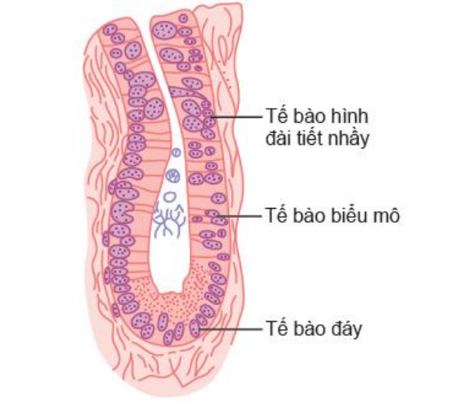 Tế bào hình
đài tiết nhầy
Tế bào biểu mô
Tế bào đáy